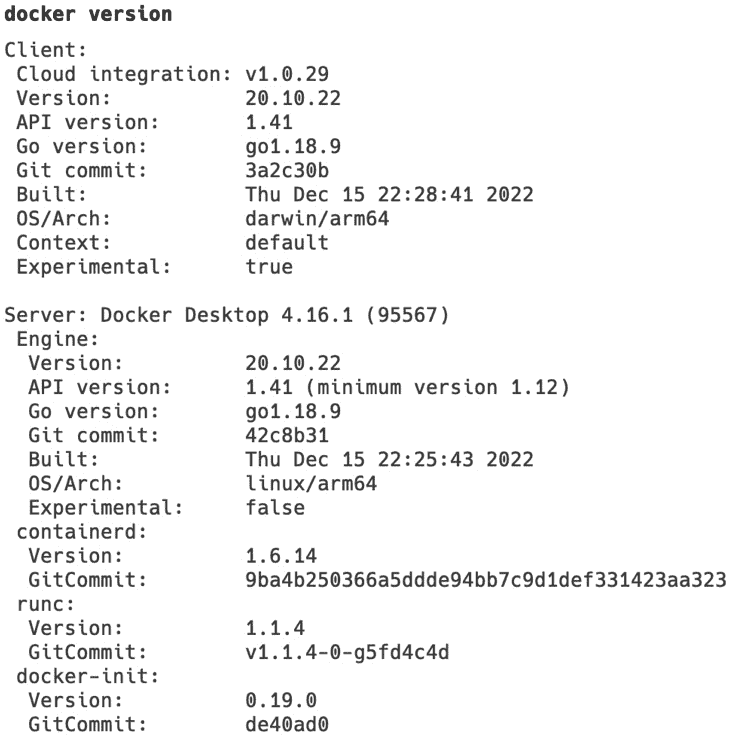 docker version
Client:
 Cloud integration: v1.0.29
 Version:           20.10.22
 API version:       1.41
 Go version:        go1.18.9
 Git commit:        3a2c30b
 Built:             Thu Dec 15 22:28:41 2022
 OS/Arch:           darwin/arm64
 Context:           default
 Experimental:      true

Server: Docker Desktop 4.16.1 (95567)
 Engine:
  Version:          20.10.22
  API version:      1.41 (minimum version 1.12)
  Go version:       go1.18.9
  Git commit:       42c8b31
  Built:            Thu Dec 15 22:25:43 2022
  OS/Arch:          linux/arm64
  Experimental:     false
 containerd:
  Version:          1.6.14
  GitCommit:        9ba4b250366a5ddde94bb7c9d1def331423aa323
 runc:
  Version:          1.1.4
  GitCommit:        v1.1.4-0-g5fd4c4d
 docker-init:
  Version:          0.19.0
  GitCommit:        de40ad0